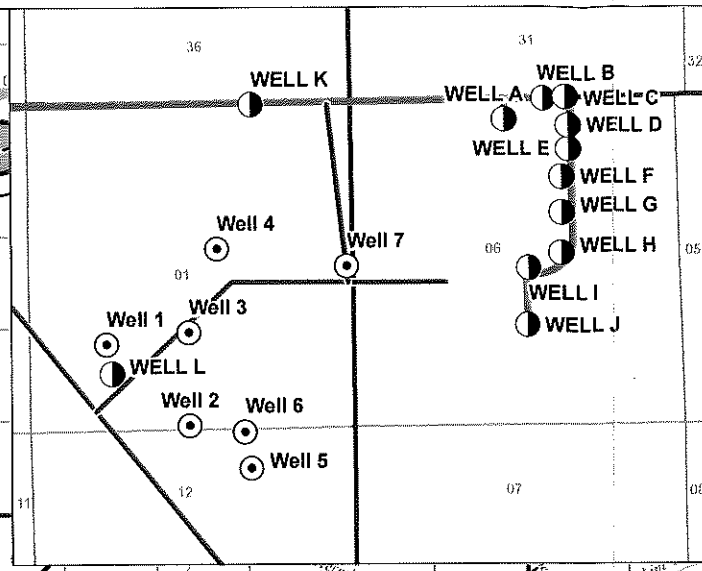 36
31
32
WELL K
WELL B
WELL A
WELL C
WELL D
WELL E
WELL F
WELL G
Well 4
Well 7
06
WELL H
05
01
WELL I
Well 1
Well 3
WELL J
WELL L
Well 2
Well 6
Well 5
11
12
07
08